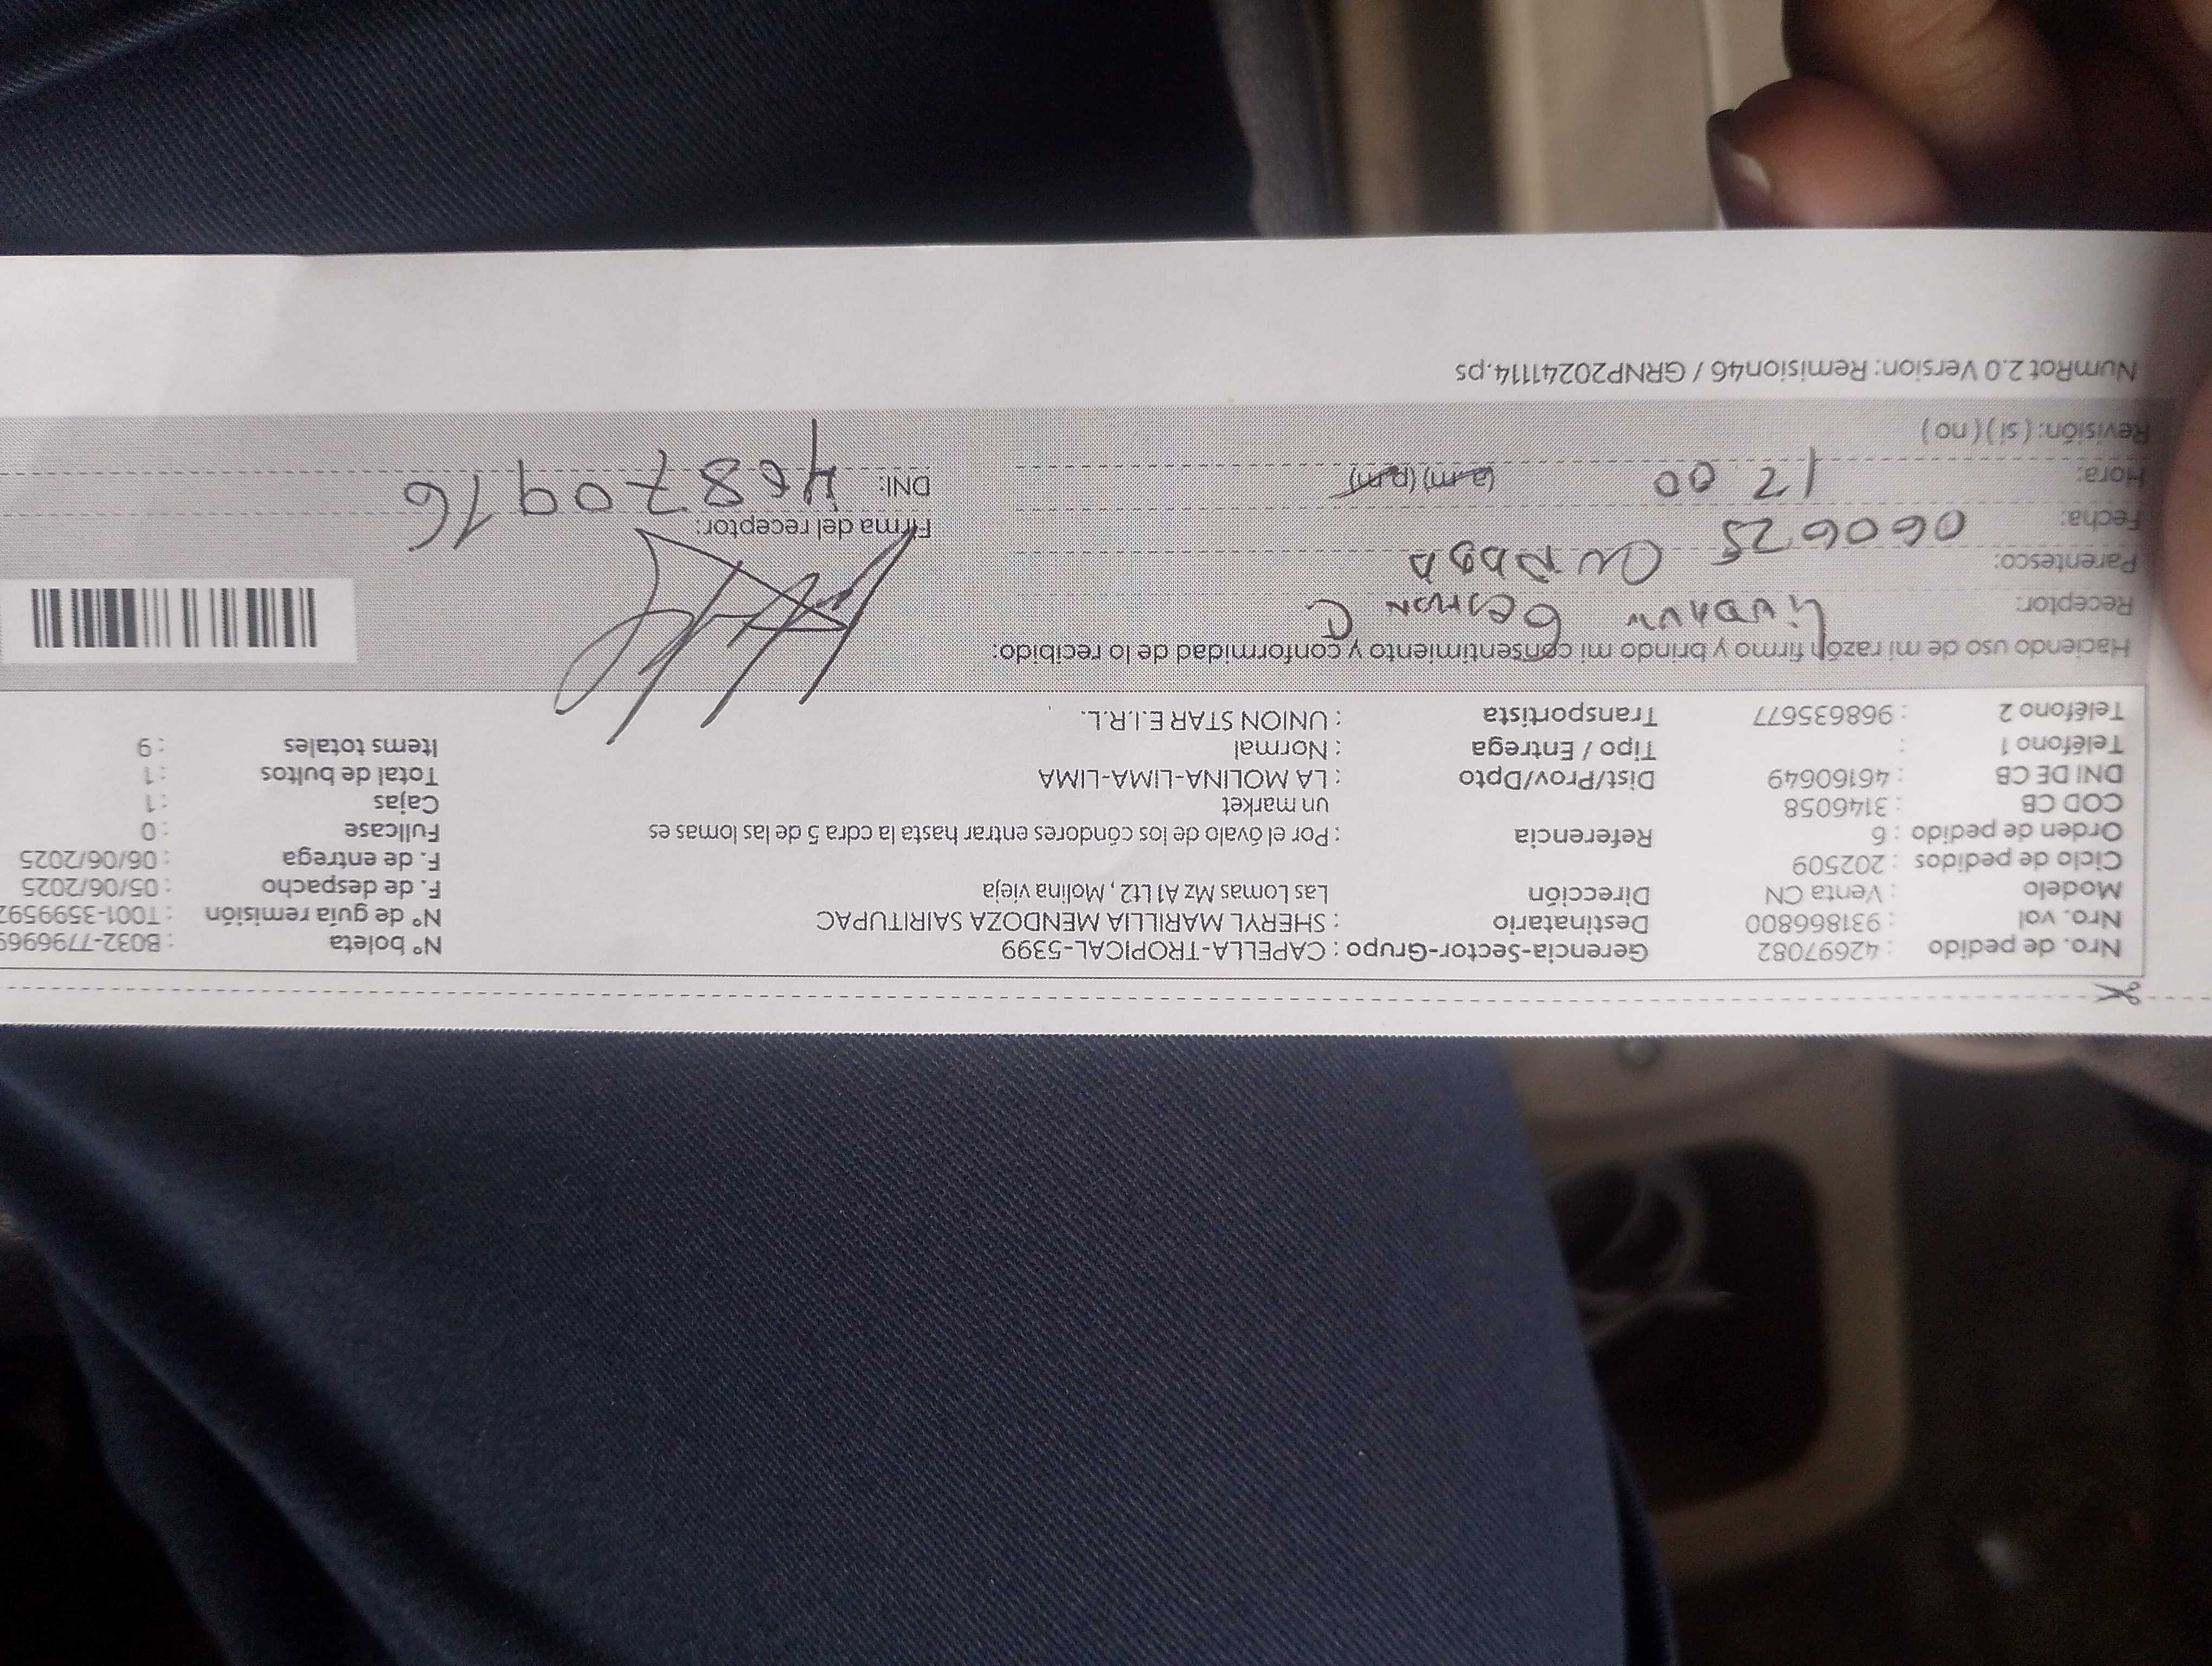 Nro. de pedido : 42697082 Gerencia-Sector-Grupo : CAPELLA-TROPICAL-5399 N° boleta : B032-7796969
Nro. vol : 931866800 Destinatario : SHERYL MARILLIA MENDOZA SAIRITUPAC N° de guía remisión : T001-3599592
Modelo : Venta CN Dirección Las Lomas Mz A1 Lt2 , Molina vieja F. de despacho : 05/06/2025
Ciclo de pedidos : 202509 F. de entrega : 06/06/2025
Orden de pedido : 6 Referencia : Por el óvalo de los cóndores entrar hasta la cdra 5 de las lomas es Fullcase : 0
COD CB : 3146058 un market Cajas : 1
DNI DE CB : 46160649 Dist/Prov/Dpto : LA MOLINA-LIMA-LIMA Total de bultos : 1
Teléfono 1 : Tipo / Entrega : Normal Items totales : 9
Teléfono 2 : 968635677 Transportista : UNION STAR E.I.R.L.
Haciendo uso de mi razón firmo y brindo mi consentimiento y conformidad de lo recibido:
Receptor: C
Parentesco:
Fecha: 060625 Firma del receptor:
Hora: 12 00 (a.m) (p.m) DNI: 46870916
Revisión: ( si ) ( no )
NumRot 2.0 Version: Remision46 / GRNP20241114.ps